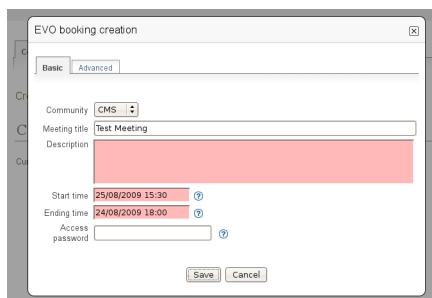 EVO booking creation
Basic Advanced
Community CMS
Meeting title Test Meeting
Description
Start time 25/08/2009 15:30
Ending time 24/08/2009 18:00
Access
password
Save Cancel